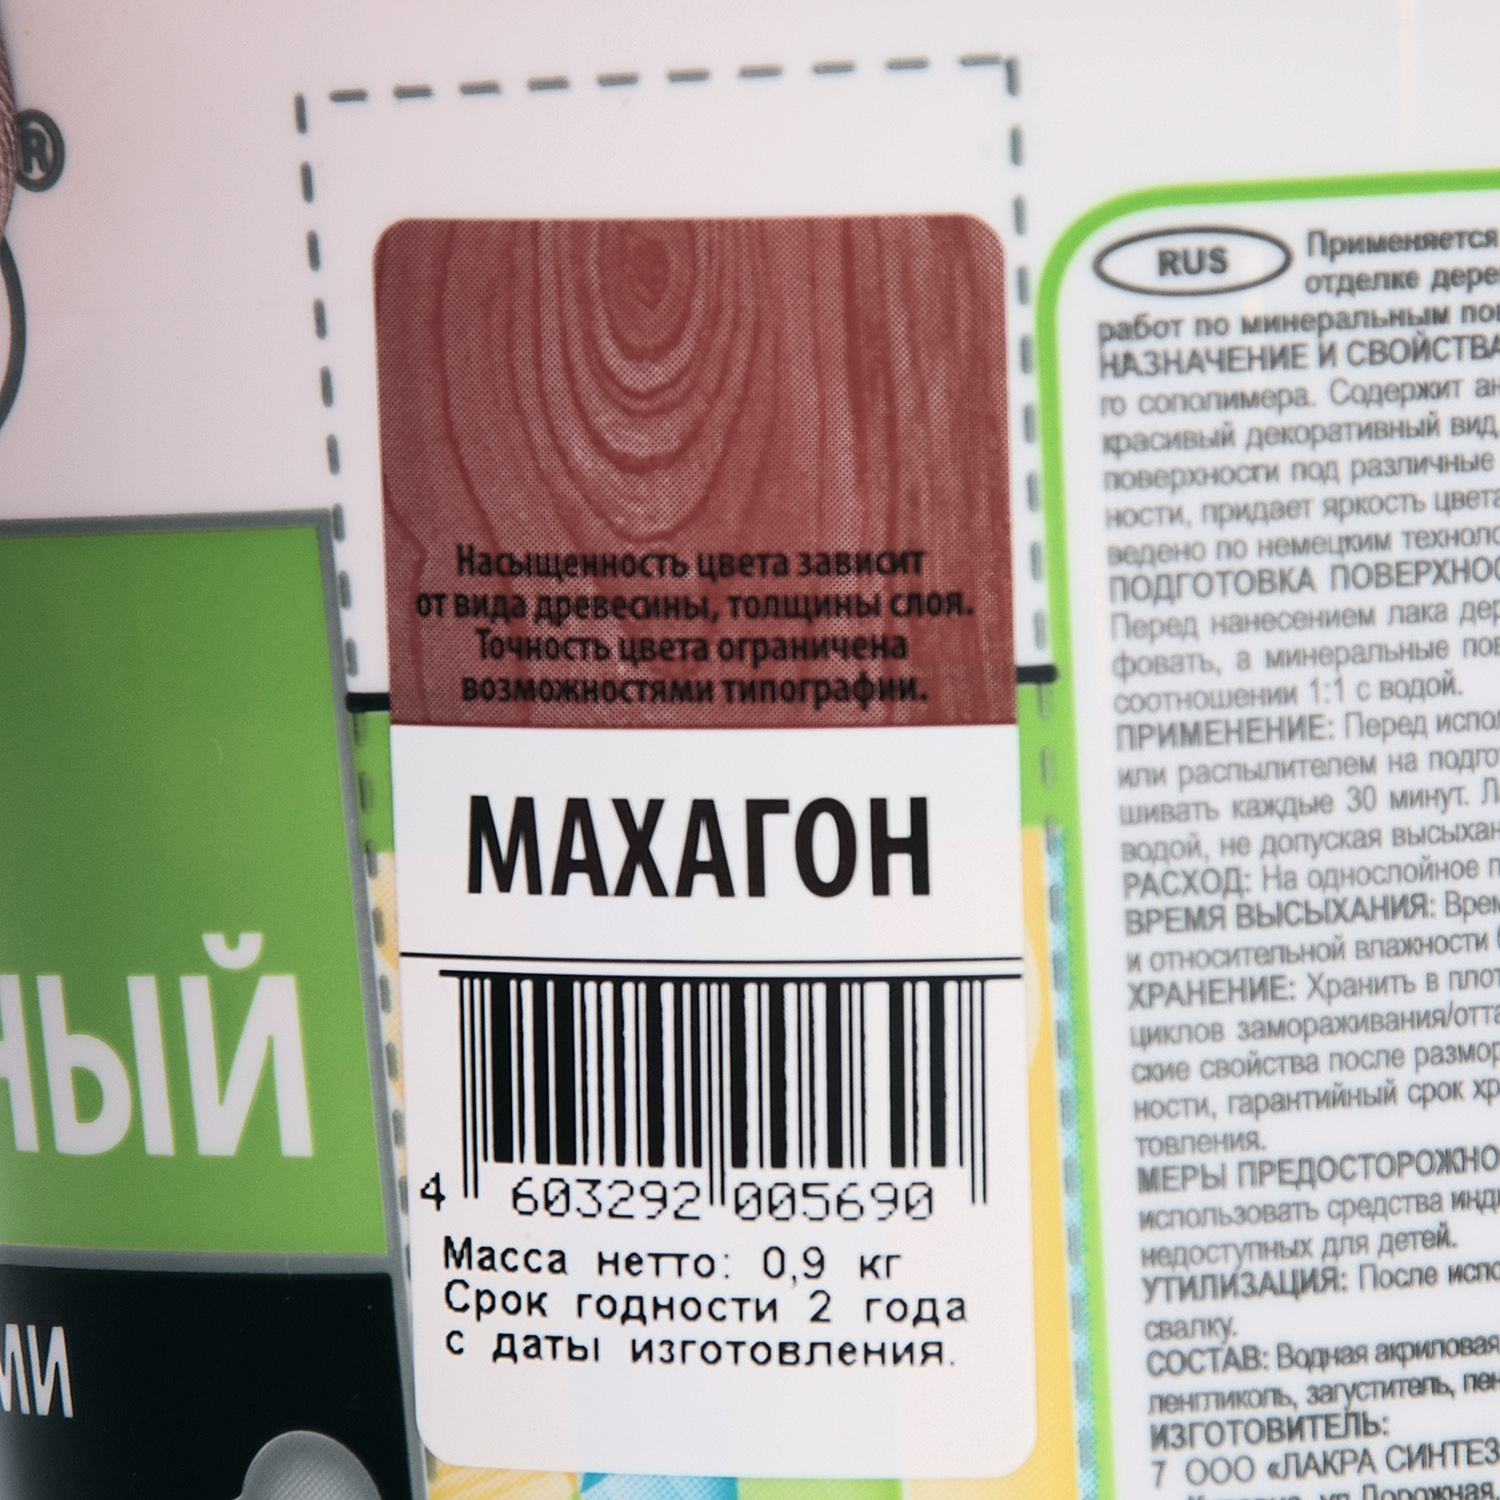 ®
НЫЙ
МИ
Насыщенность цвета зависит
от вида древесины, толщины слоя.
Точность цвета ограничена
возможностями типографии.
МАХАГОН
4 603292 005690
Масса нетто: 0,9 кг
Срок годности 2 года
с даты изготовления.
RUS
Применяется
отделке дере
работ по минеральным пов
НАЗНАЧЕНИЕ И СВОЙСТВА
го сополимера. Содержит ан
красивый декоративный вид,
поверхности под различные
ности, придает яркость цвета
ведено по немецким техноло
ПОДГОТОВКА ПОВЕРХНОС
Перед нанесением лака дер
фовать, а минеральные пов
соотношении 1:1 с водой.
ПРИМЕНЕНИЕ: Перед испол
или распылителем на подго
шивать каждые 30 минут. Л
водой, не допуская высыхан
РАСХОД: На однослойное п
ВРЕМЯ ВЫСЫХАНИЯ: Врем
и относительной влажности
ХРАНЕНИЕ: Хранить в плот
циклов замораживания/отта
ские свойства после размор
ности, гарантийный срок хр
товления.
МЕРЫ ПРЕДОСТОРОЖНО
использовать средства инди
недоступных для детей.
УТИЛИЗАЦИЯ: После испо
свалку.
СОСТАВ: Водная акриловая
ленгликоль, загуститель, пен
ИЗГОТОВИТЕЛЬ:
7 ООО «ЛАКРА СИНТЕЗ
ул. Дорожная,